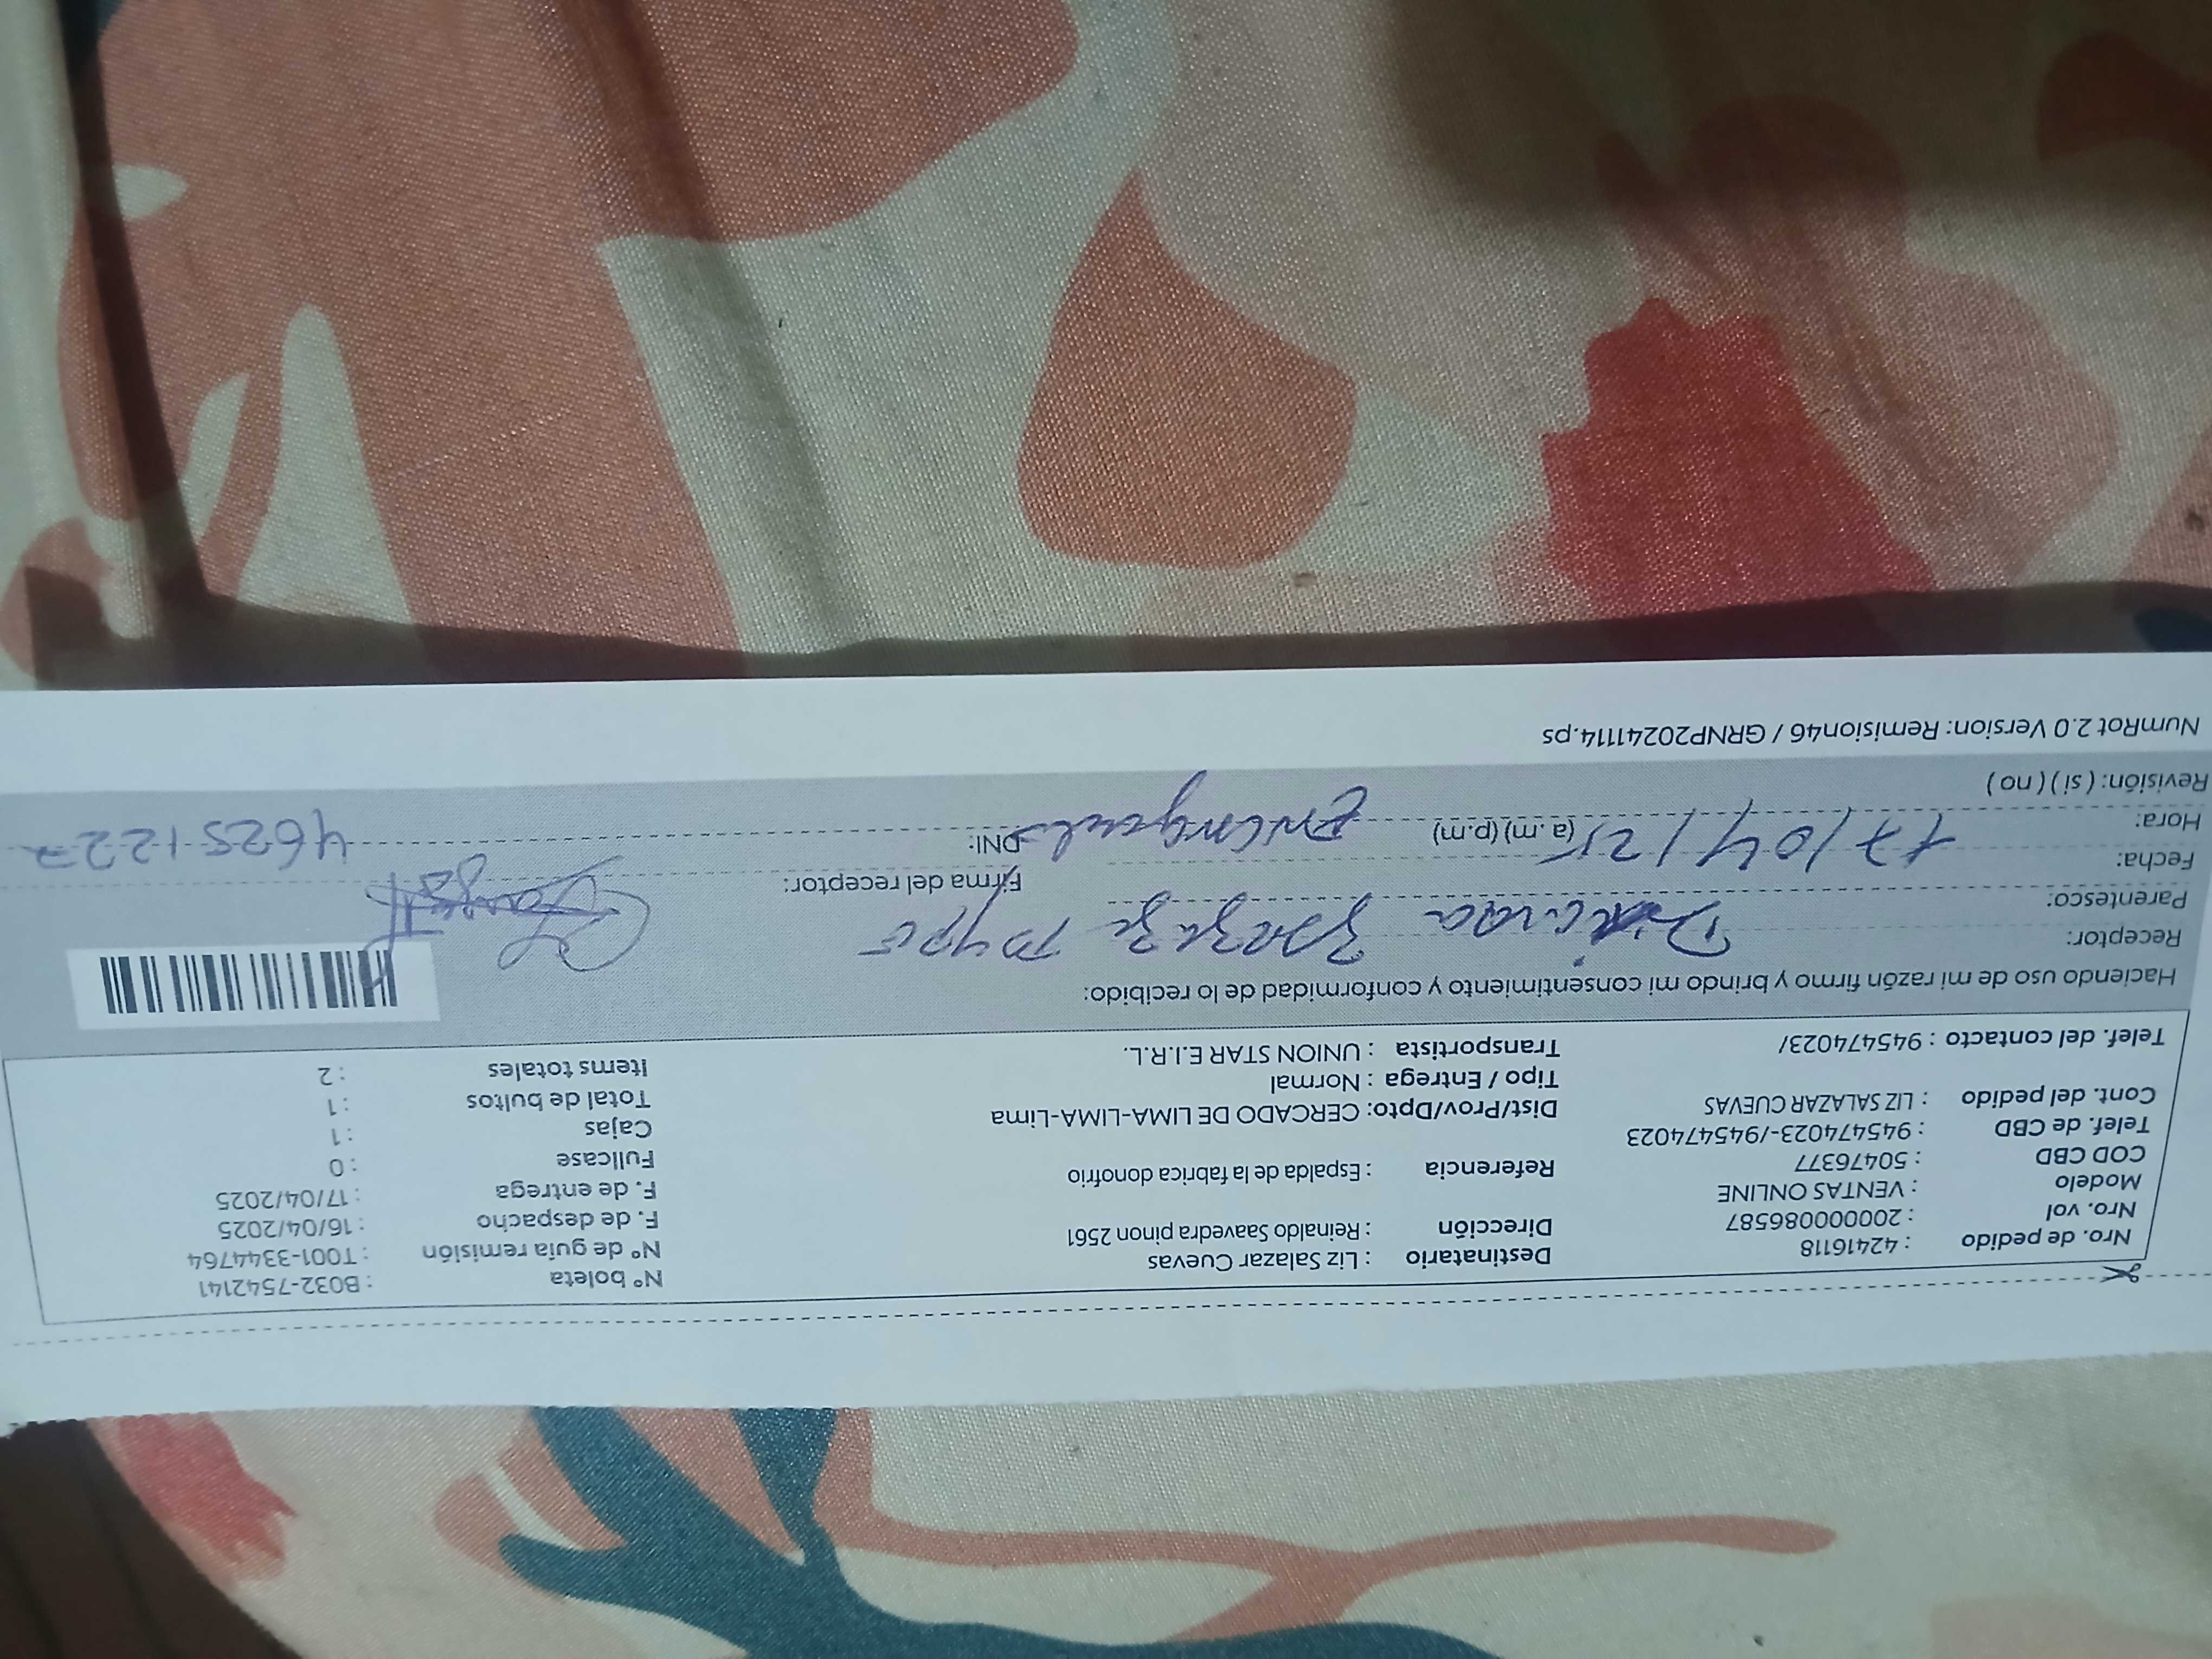 Nro. de pedido : 42416118
Nro. vol : 200000086587
Modelo : VENTAS ONLINE
COD CBD : 50476377
Telef. de CBD : 945474023-/945474023
Cont. del pedido : LIZ SALAZAR CUEVAS
Telef. del contacto : 945474023/
Destinatario : Liz Salazar Cuevas
Dirección : Reinaldo Saavedra pinon 2561
Referencia : Espalda de la fabrica donofrio
Dist/Prov/Dpto: CERCADO DE LIMA-LIMA-Lima
Tipo / Entrega : Normal
Transportista : UNION STAR E.I.R.L.
N° boleta : B032-7542141
N° de guía remisión : T001-3344764
F. de despacho : 16/04/2025
F. de entrega : 17/04/2025
Fullcase : 0
Cajas : 1
Total de bultos : 1
Items totales : 2
Haciendo uso de mi razón firmo y brindo mi consentimiento y conformidad de lo recibido:
Receptor:
Parentesco:
Firma del receptor:
Fecha: 17/04/25
Hora: (a.m) (p.m)
DNI: 46251227
Revisión: ( si ) ( no )
NumRot 2.0 Version: Remision46 / GRNP20241114.ps